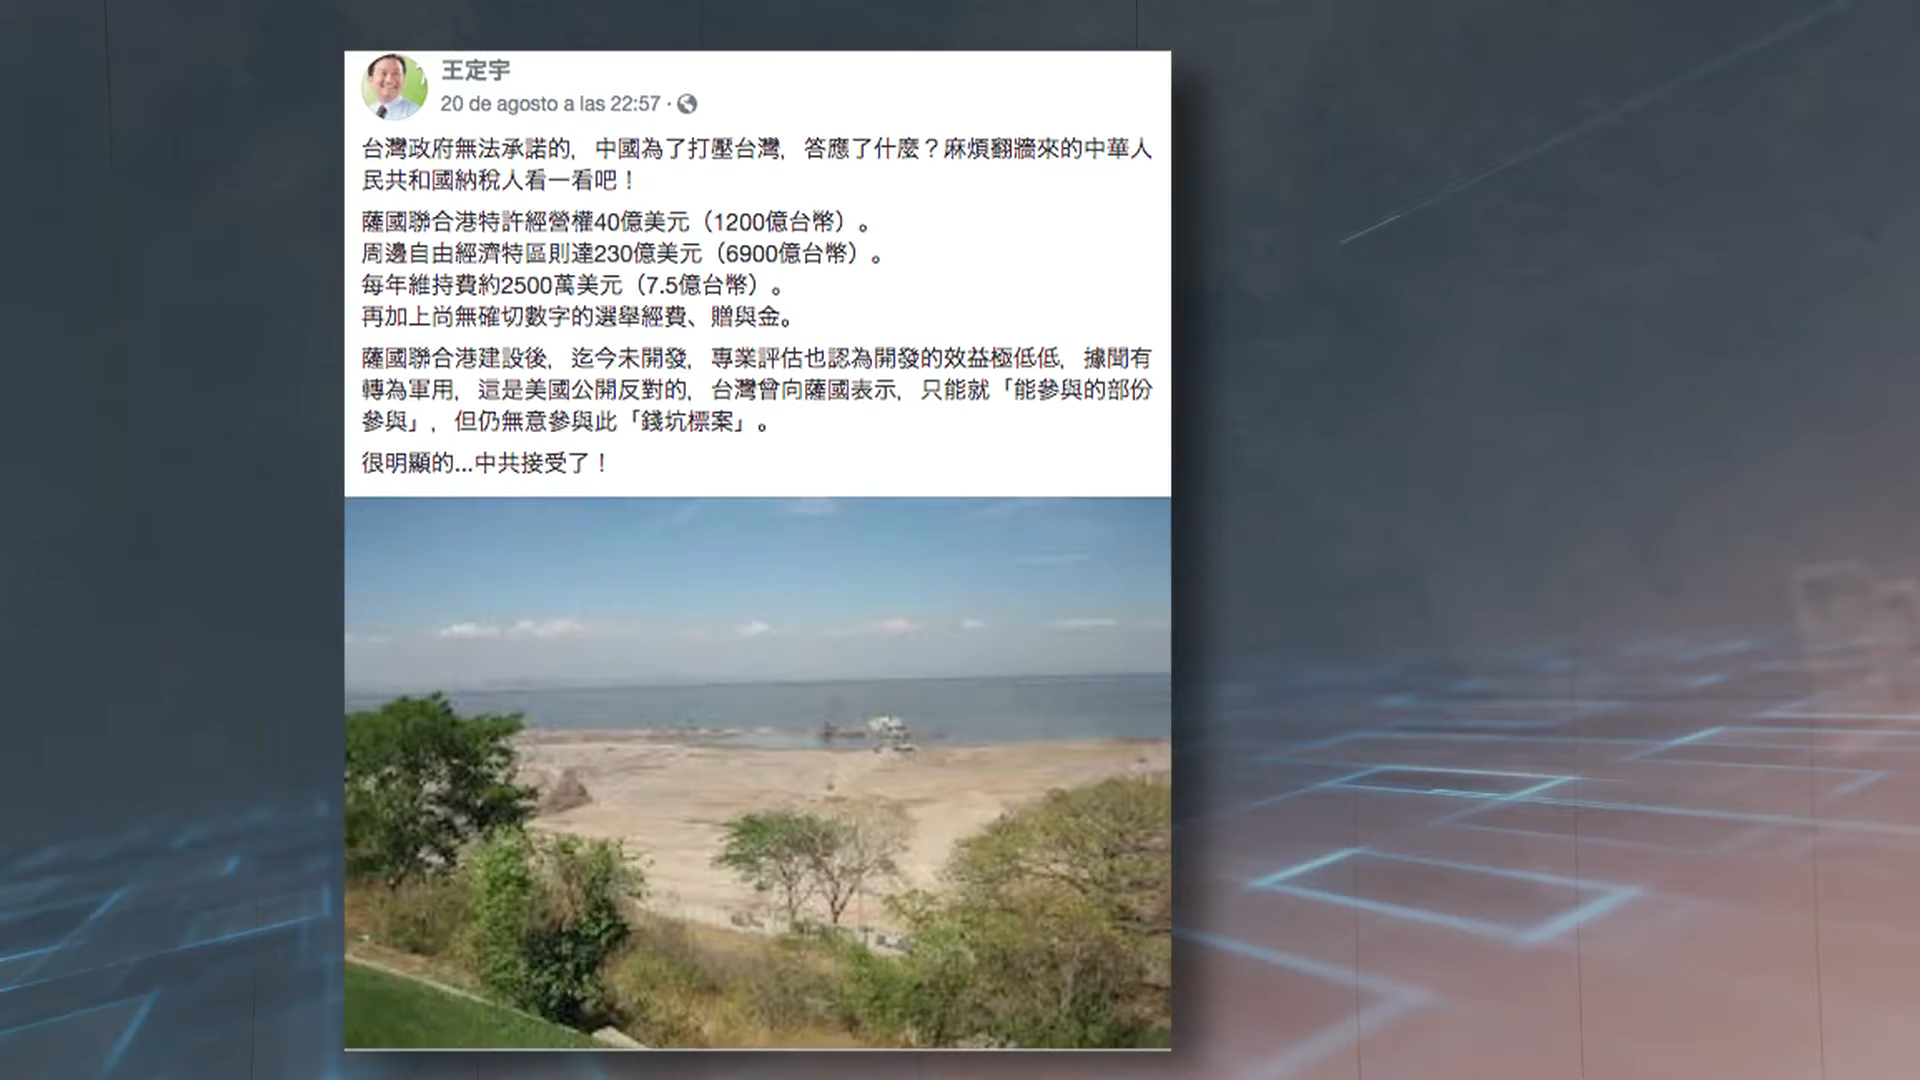 王定宇
20 de agosto a las 22:57 ·
台灣政府無法承諾的，中國為了打壓台灣，答應了什麼？麻煩翻牆來的中華人
民共和國納稅人看一看吧！
薩國聯合港特許經營權40億美元（1200億台幣）。
周邊自由經濟特區則達230億美元（6900億台幣）。
每年維持費約2500萬美元（7.5億台幣）。
再加上尚無確切數字的選舉經費、贈與金。
薩國聯合港建設後，迄今未開發，專業評估也認為開發的效益極低低，據聞有
轉為軍用，這是美國公開反對的，台灣曾向薩國表示，只能就「能參與的部份
參與」，但仍無意參與此「錢坑標案」。
很明顯的...中共接受了！